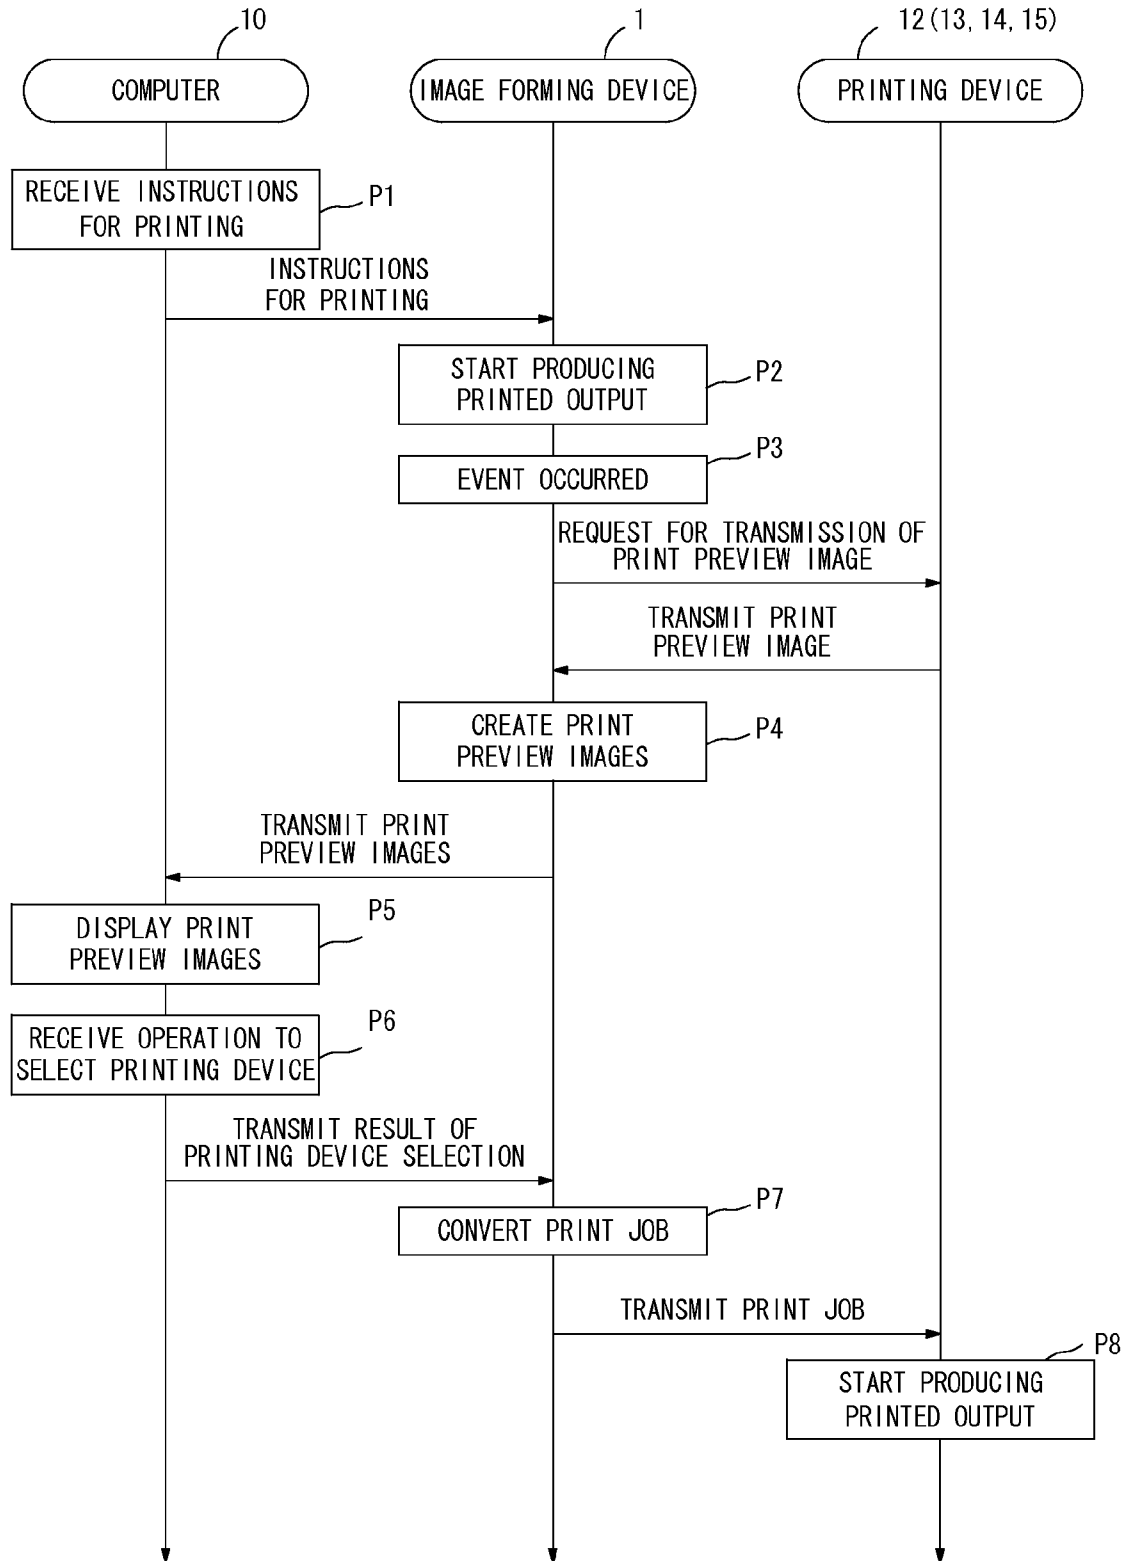 10
1
12(13, 14, 15)
COMPUTER
IMAGE FORMING DEVICE
PRINTING DEVICE
RECEIVE INSTRUCTIONS
FOR PRINTING
P1
INSTRUCTIONS
FOR PRINTING
START PRODUCING
PRINTED OUTPUT
P2
EVENT OCCURRED
P3
REQUEST FOR TRANSMISSION OF
PRINT PREVIEW IMAGE
TRANSMIT PRINT
PREVIEW IMAGE
CREATE PRINT
PREVIEW IMAGES
P4
TRANSMIT PRINT
PREVIEW IMAGES
DISPLAY PRINT
PREVIEW IMAGES
P5
RECEIVE OPERATION TO
SELECT PRINTING DEVICE
P6
TRANSMIT RESULT OF
PRINTING DEVICE SELECTION
CONVERT PRINT JOB
P7
TRANSMIT PRINT JOB
START PRODUCING
PRINTED OUTPUT
P8